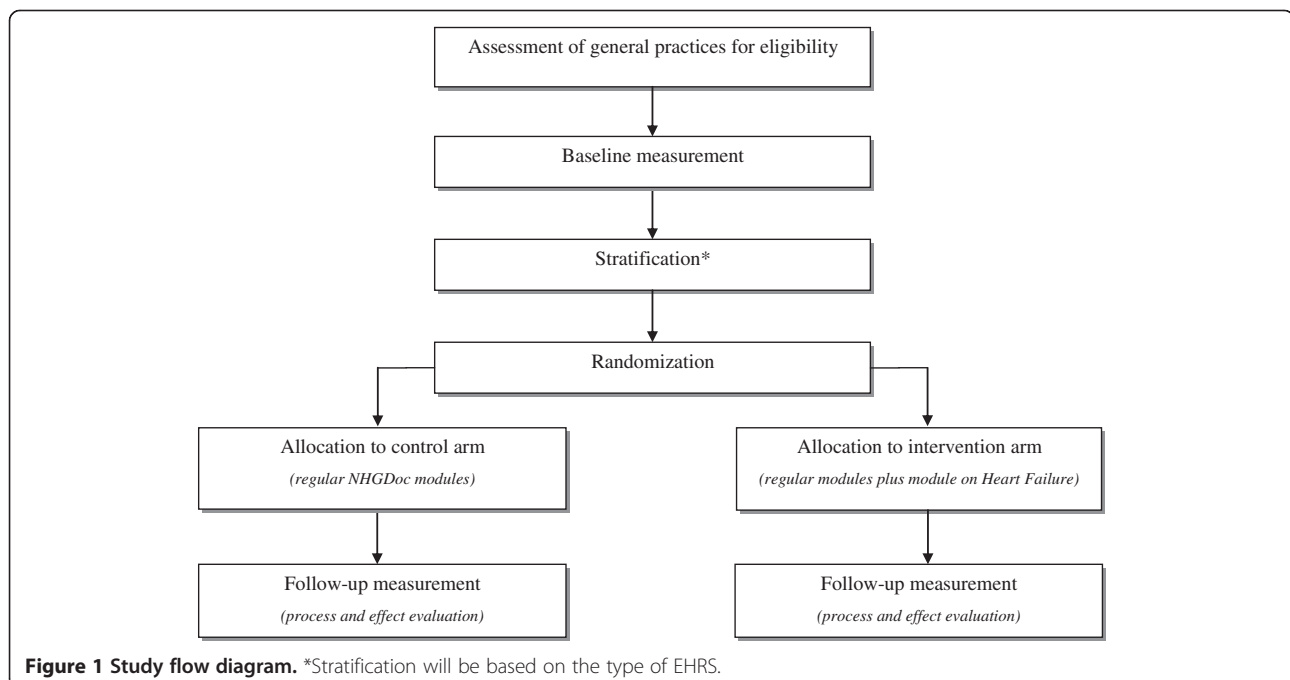 Assessment of general practices for eligibility
Baseline measurement
Stratification*
Randomization
Allocation to control arm
(regular NHGDoc modules)
Allocation to intervention arm
(regular modules plus module on Heart Failure)
Follow-up measurement
(process and effect evaluation)
Follow-up measurement
(process and effect evaluation)
Figure 1 Study flow diagram. *Stratification will be based on the type of EHRS.